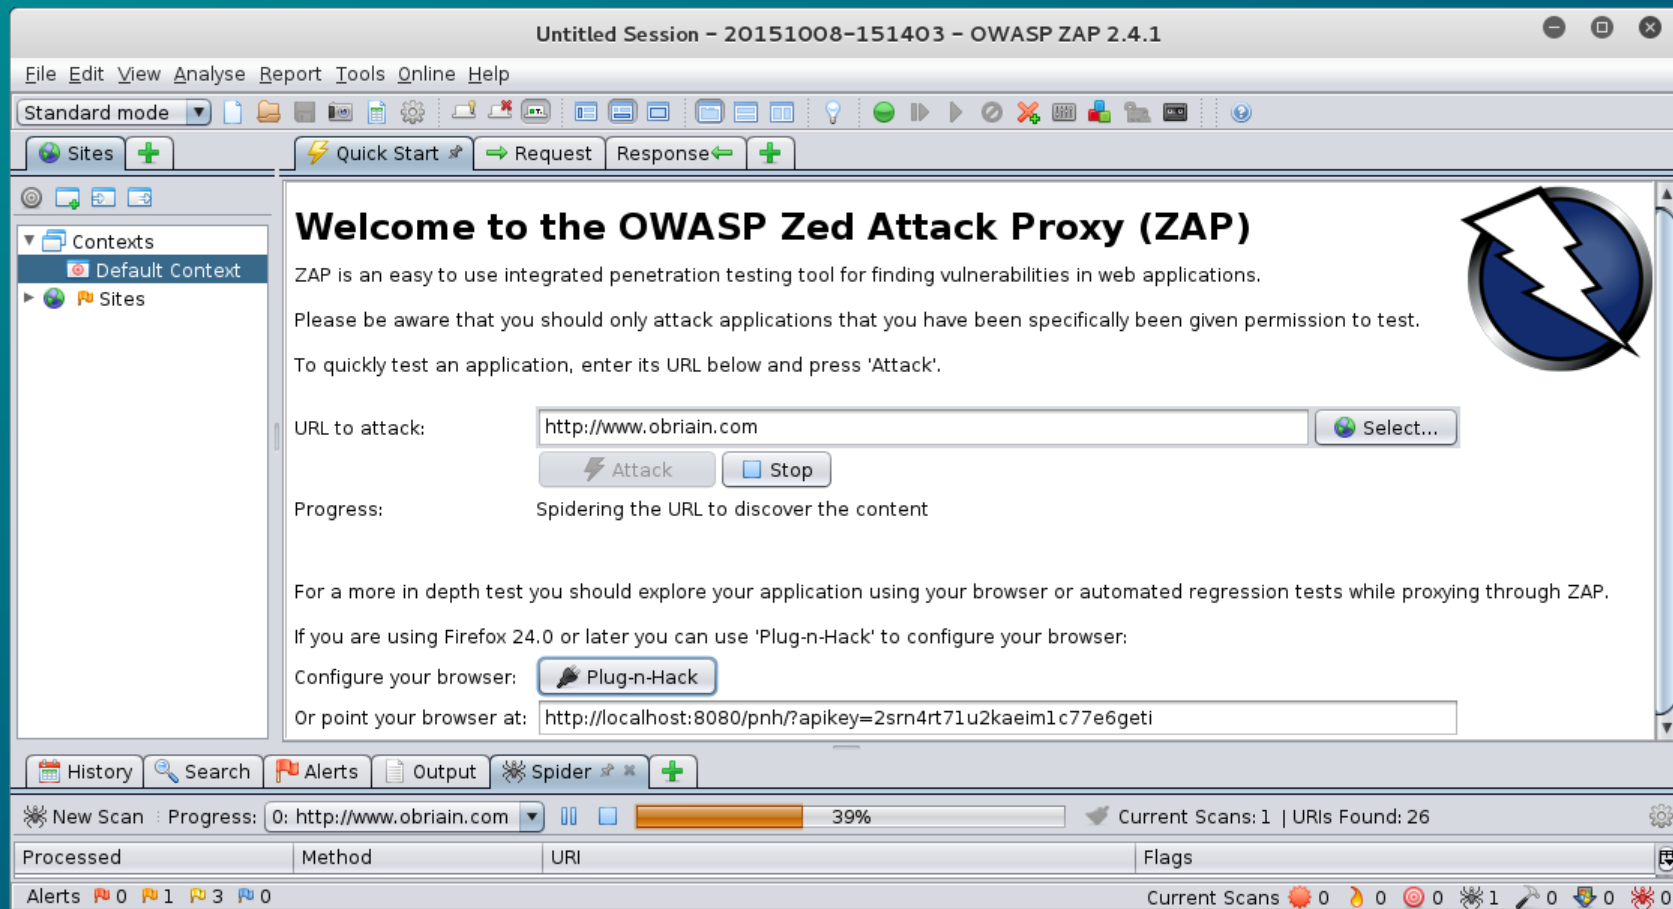 Untitled Session – 20151008-151403 – OWASP ZAP 2.4.1
File Edit View Analyse Report Tools Online Help
Standard mode
Sites
Quick Start
Request
Response
Welcome to the OWASP Zed Attack Proxy (ZAP)
ZAP is an easy to use integrated penetration testing tool for finding vulnerabilities in web applications.
Please be aware that you should only attack applications that you have been specifically been given permission to test.
To quickly test an application, enter its URL below and press 'Attack'.
Contexts
Default Context
Sites
URL to attack: http://www.obriain.com Select...
Attack Stop
Progress: Spidering the URL to discover the content
For a more in depth test you should explore your application using your browser or automated regression tests while proxying through ZAP.
If you are using Firefox 24.0 or later you can use 'Plug-n-Hack' to configure your browser:
Configure your browser: Plug-n-Hack
Or point your browser at: http://localhost:8080/pnh/?apikey=2srn4rt71u2kaeim1c77e6geti
History Search Alerts Output Spider
New Scan Progress: 0: http://www.obriain.com 39% Current Scans: 1 | URIs Found: 26
Processed Method URI Flags
Alerts 0 1 3 0 Current Scans 0 0 0 1 0 0 0